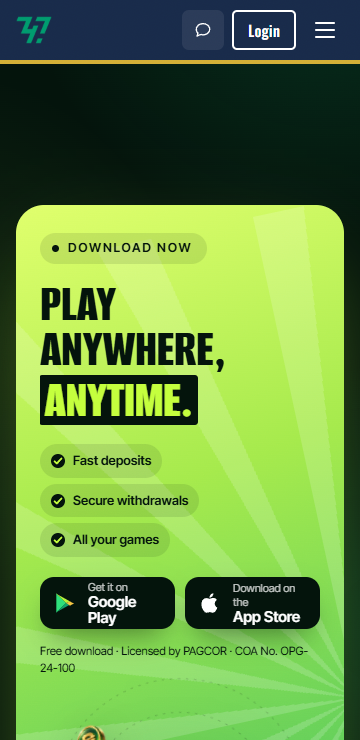 Login
DOWNLOAD NOW
PLAY
ANYWHERE,
ANYTIME.
Fast deposits
Secure withdrawals
All your games
Get it on
Google
Play
Download on
the
App Store
Free download · Licensed by PAGCOR · COA No. OPG-
24-100